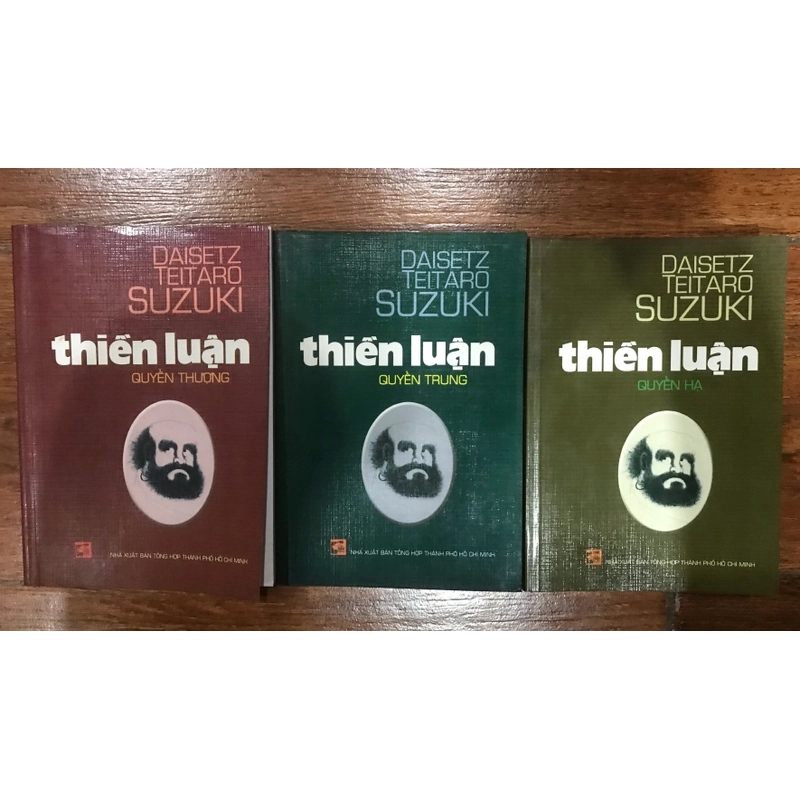 DAISETZ
TEITARO
SUZUKI
thiền luận
QUYỂN THƯỢNG
NHÀ XUẤT BẢN TỔNG HỢP THÀNH PHỐ HỒ CHÍ MINH
DAISETZ
TEITARO
SUZUKI
thiền luận
QUYỂN TRUNG
NHÀ XUẤT BẢN TỔNG HỢP THÀNH PHỐ HỒ CHÍ MINH
DAISETZ
TEITARO
SUZUKI
thiền luận
QUYỂN HẠ
NHÀ XUẤT BẢN TỔNG HỢP THÀNH PHỐ HỒ CHÍ MINH